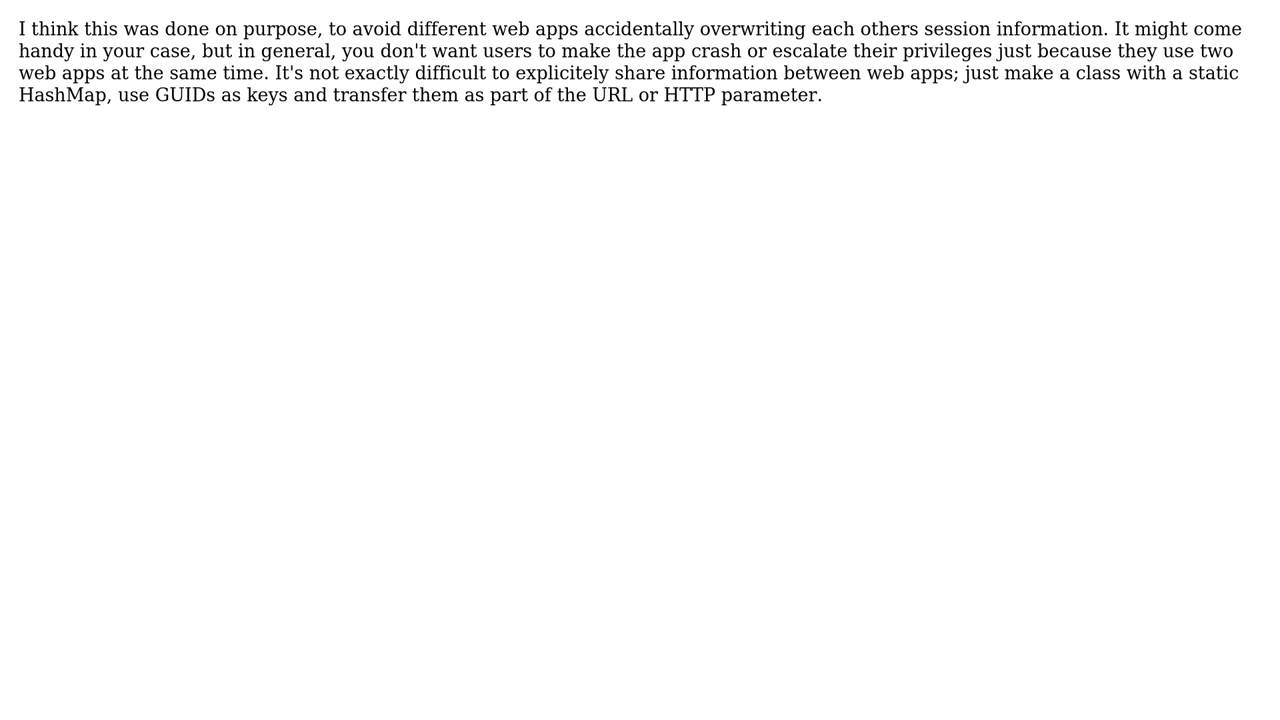 I think this was done on purpose, to avoid different web apps accidentally overwriting each others session information. It might come
handy in your case, but in general, you don't want users to make the app crash or escalate their privileges just because they use two
web apps at the same time. It's not exactly difficult to explicitely share information between web apps; just make a class with a static
HashMap, use GUIDs as keys and transfer them as part of the URL or HTTP parameter.